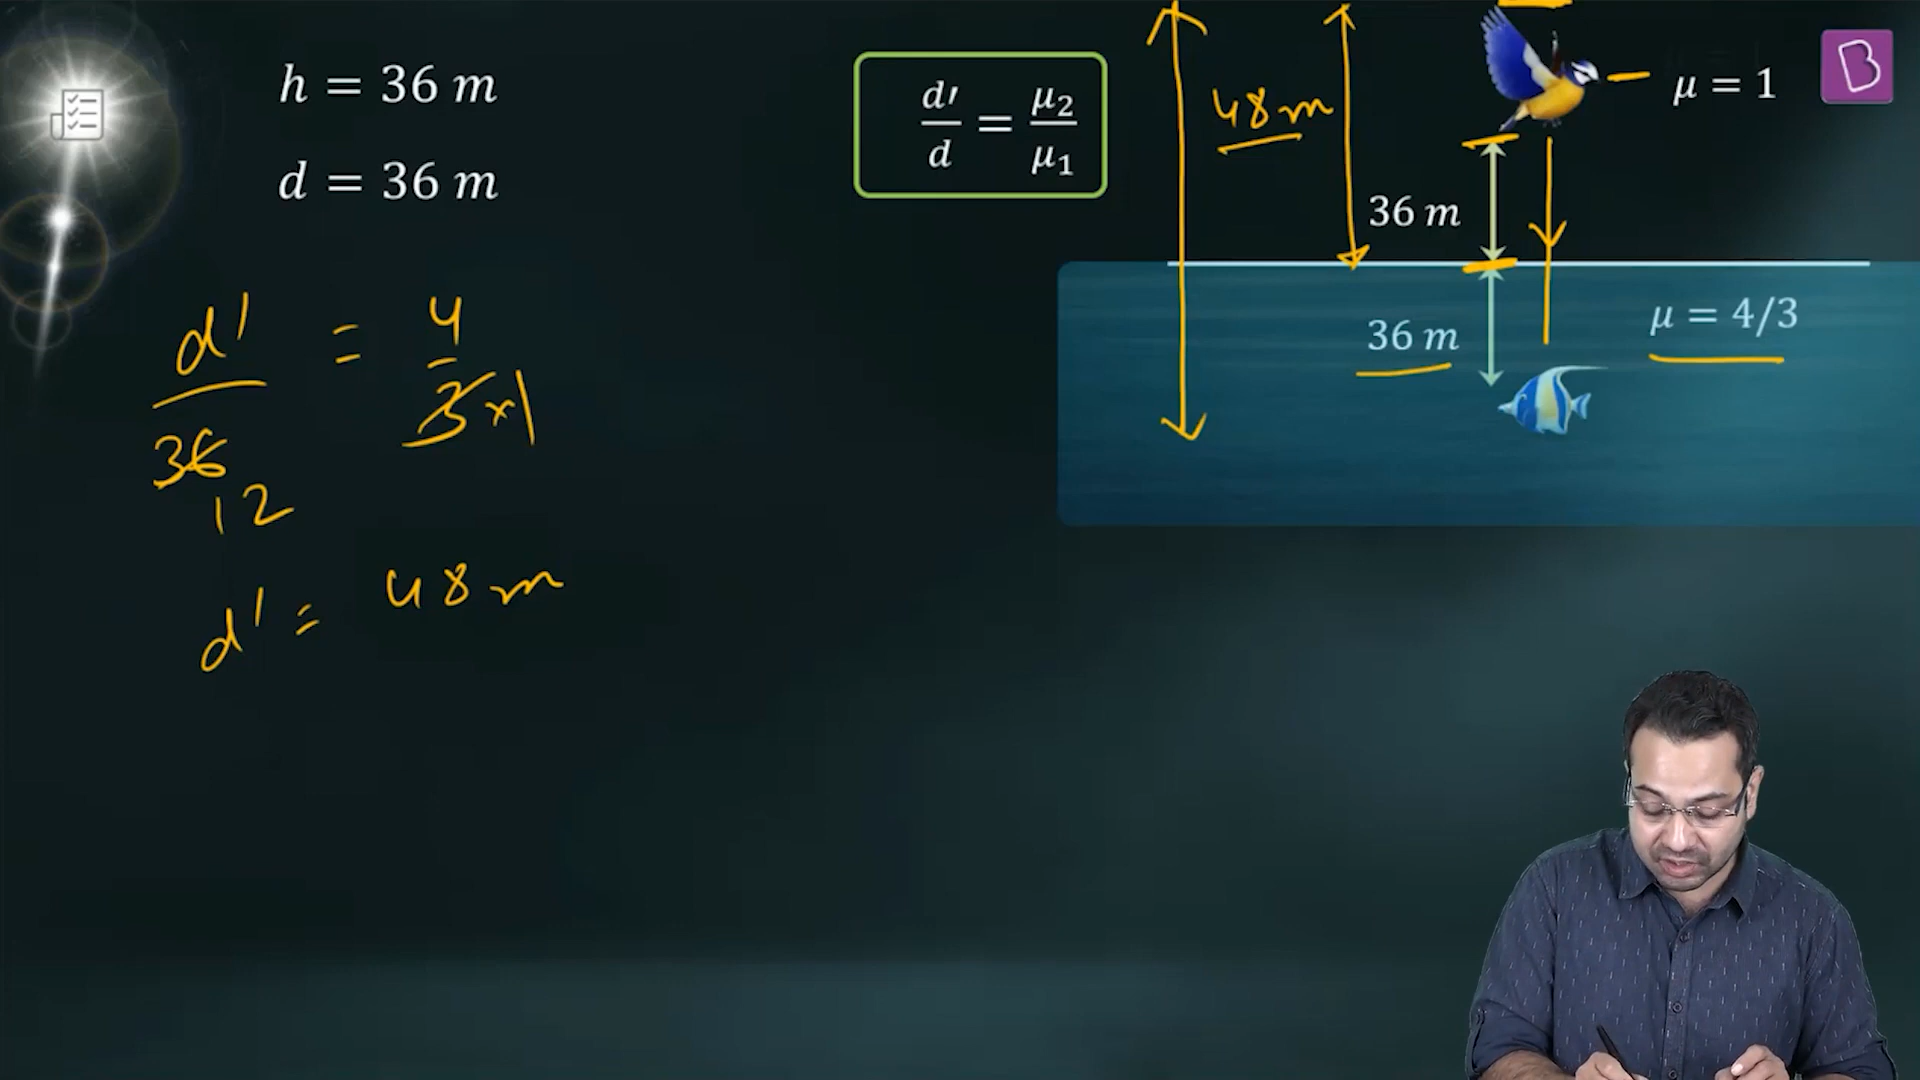 h = 36 m
d = 36 m
d′/d = μ₂/μ₁
48 m
μ = 1
36 m
36 m
μ = 4/3
d′/36 = 4/3×1
12
d′ = 48 m
B